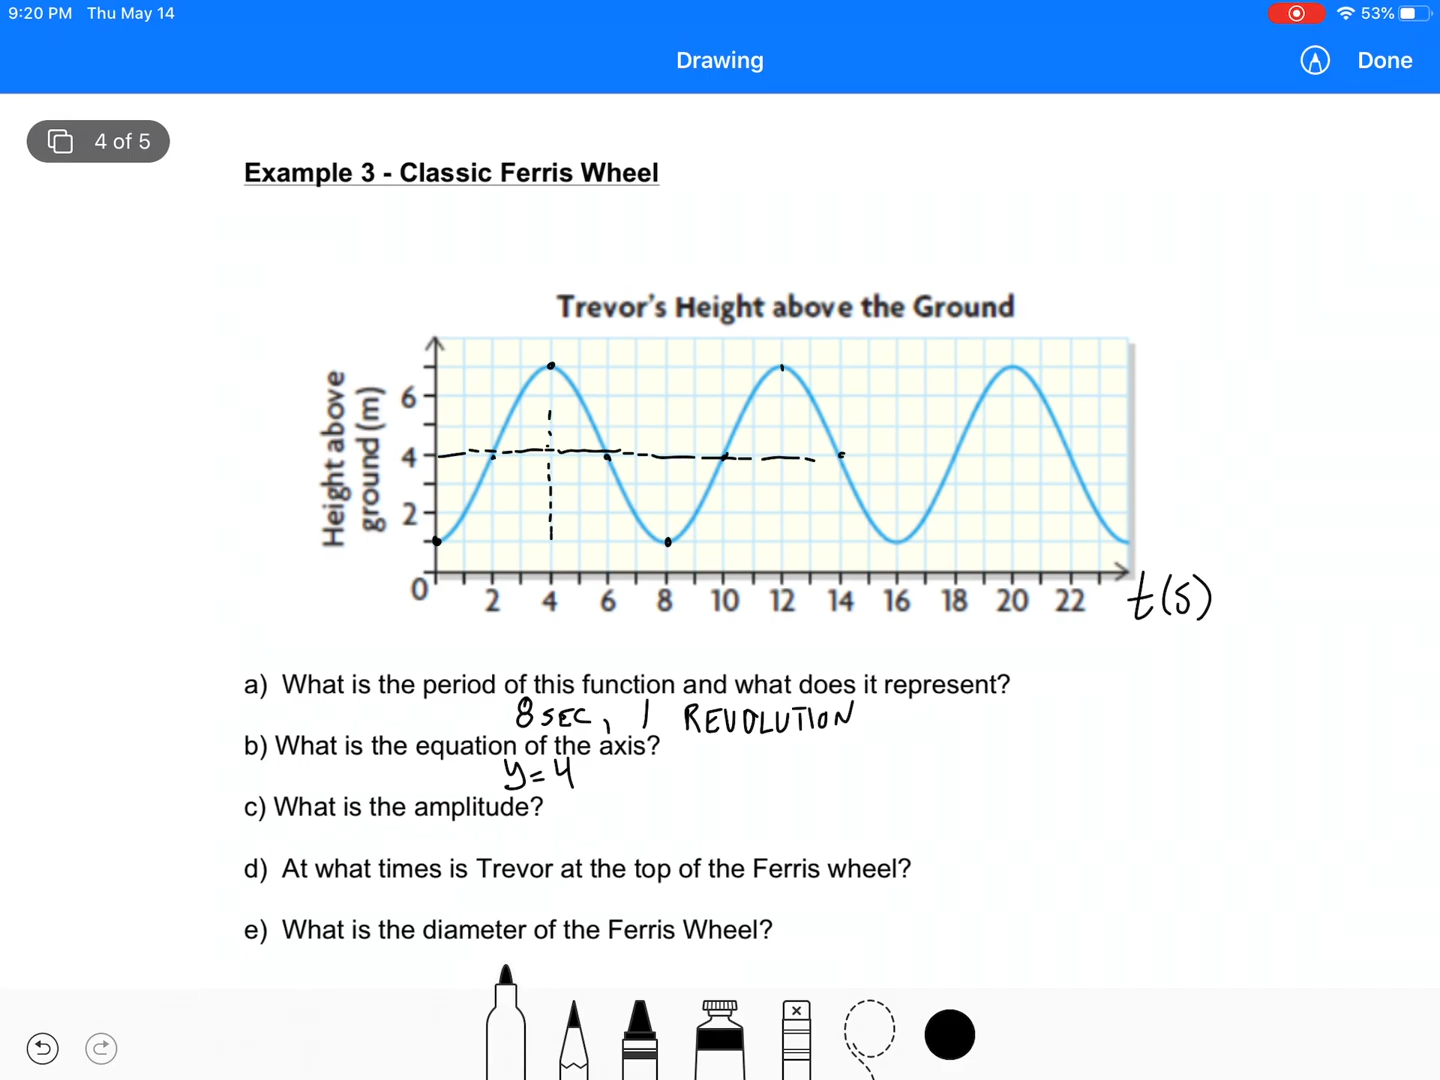 9:20 PM Thu May 14
53%
Drawing
Done
4 of 5
Example 3 - Classic Ferris Wheel
Trevor's Height above the Ground
Height above
ground (m)
6
4
2
0
2 4 6 8 10 12 14 16 18 20 22
t(s)
a) What is the period of this function and what does it represent?
8 SEC, 1 REVOLUTION
b) What is the equation of the axis?
y=4
c) What is the amplitude?
d) At what times is Trevor at the top of the Ferris wheel?
e) What is the diameter of the Ferris Wheel?